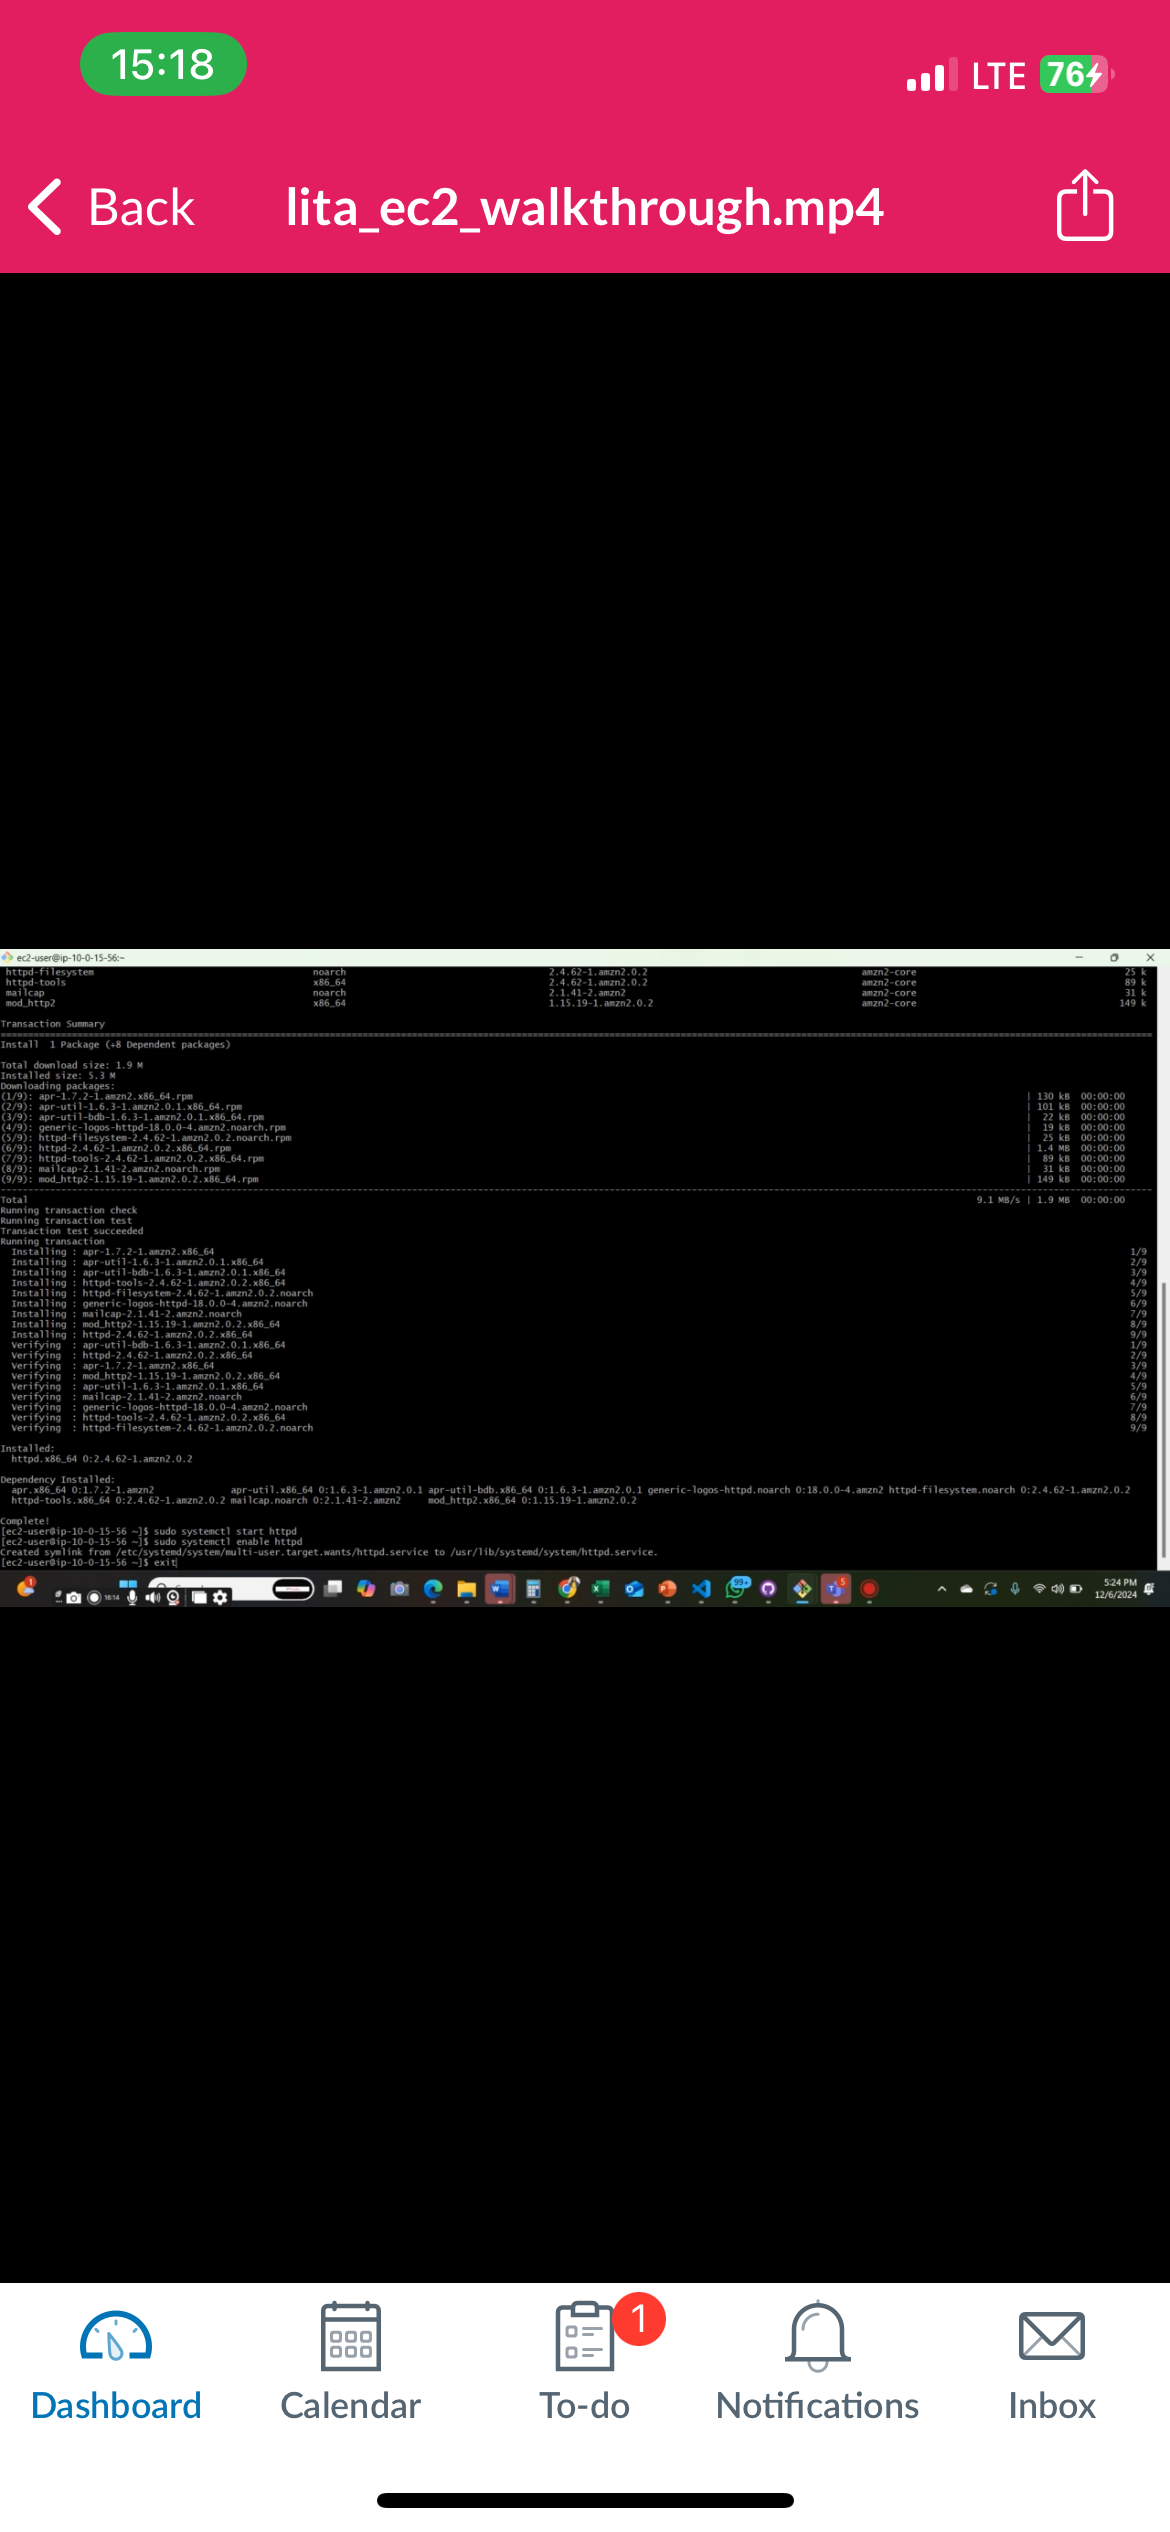 15:18
LTE 76
Back lita_ec2_walkthrough.mp4
ec2-user@ip-10-0-15-56:~
httpd-filesystem noarch 2.4.62-1.amzn2.0.2 amzn2-core 25 k
httpd-tools x86_64 2.4.62-1.amzn2.0.2 amzn2-core 89 k
mailcap noarch 2.1.41-2.amzn2 amzn2-core 31 k
mod_http2 x86_64 1.15.19-1.amzn2.0.2 amzn2-core 149 k
Transaction Summary
Install 1 Package (+8 Dependent packages)
Total download size: 1.9 M
Installed size: 5.3 M
Downloading packages:
(1/9): apr-1.7.2-1.amzn2.x86_64.rpm | 130 kB 00:00:00
(2/9): apr-util-1.6.3-1.amzn2.0.1.x86_64.rpm | 101 kB 00:00:00
(3/9): apr-util-bdb-1.6.3-1.amzn2.0.1.x86_64.rpm | 22 kB 00:00:00
(4/9): generic-logos-httpd-18.0.0-4.amzn2.noarch.rpm | 19 kB 00:00:00
(5/9): httpd-filesystem-2.4.62-1.amzn2.0.2.noarch.rpm | 25 kB 00:00:00
(6/9): httpd-2.4.62-1.amzn2.0.2.x86_64.rpm | 1.4 MB 00:00:00
(7/9): httpd-tools-2.4.62-1.amzn2.0.2.x86_64.rpm | 89 kB 00:00:00
(8/9): mailcap-2.1.41-2.amzn2.noarch.rpm | 31 kB 00:00:00
(9/9): mod_http2-1.15.19-1.amzn2.0.2.x86_64.rpm | 149 kB 00:00:00
Total 9.1 MB/s | 1.9 MB 00:00:00
Running transaction check
Running transaction test
Transaction test succeeded
Running transaction
Installing : apr-1.7.2-1.amzn2.x86_64 1/9
Installing : apr-util-1.6.3-1.amzn2.0.1.x86_64 2/9
Installing : apr-util-bdb-1.6.3-1.amzn2.0.1.x86_64 3/9
Installing : httpd-tools-2.4.62-1.amzn2.0.2.x86_64 4/9
Installing : httpd-filesystem-2.4.62-1.amzn2.0.2.noarch 5/9
Installing : generic-logos-httpd-18.0.0-4.amzn2.noarch 6/9
Installing : mailcap-2.1.41-2.amzn2.noarch 7/9
Installing : mod_http2-1.15.19-1.amzn2.0.2.x86_64 8/9
Installing : httpd-2.4.62-1.amzn2.0.2.x86_64 9/9
Verifying : apr-util-bdb-1.6.3-1.amzn2.0.1.x86_64 1/9
Verifying : httpd-2.4.62-1.amzn2.0.2.x86_64 2/9
Verifying : apr-1.7.2-1.amzn2.x86_64 3/9
Verifying : mod_http2-1.15.19-1.amzn2.0.2.x86_64 4/9
Verifying : apr-util-1.6.3-1.amzn2.0.1.x86_64 5/9
Verifying : mailcap-2.1.41-2.amzn2.noarch 6/9
Verifying : generic-logos-httpd-18.0.0-4.amzn2.noarch 7/9
Verifying : httpd-tools-2.4.62-1.amzn2.0.2.x86_64 8/9
Verifying : httpd-filesystem-2.4.62-1.amzn2.0.2.noarch 9/9
Installed:
httpd.x86_64 0:2.4.62-1.amzn2.0.2
Dependency Installed:
apr.x86_64 0:1.7.2-1.amzn2 apr-util.x86_64 0:1.6.3-1.amzn2.0.1 apr-util-bdb.x86_64 0:1.6.3-1.amzn2.0.1 generic-logos-httpd.noarch 0:18.0.0-4.amzn2 httpd-filesystem.noarch 0:2.4.62-1.amzn2.0.2
httpd-tools.x86_64 0:2.4.62-1.amzn2.0.2 mailcap.noarch 0:2.1.41-2.amzn2 mod_http2.x86_64 0:1.15.19-1.amzn2.0.2
Complete!
[ec2-user@ip-10-0-15-56 ~]$ sudo systemctl start httpd
[ec2-user@ip-10-0-15-56 ~]$ sudo systemctl enable httpd
Created symlink from /etc/systemd/system/multi-user.target.wants/httpd.service to /usr/lib/systemd/system/httpd.service.
[ec2-user@ip-10-0-15-56 ~]$ exit
99+
5:24 PM
12/6/2024
1
Dashboard Calendar To-do Notifications Inbox